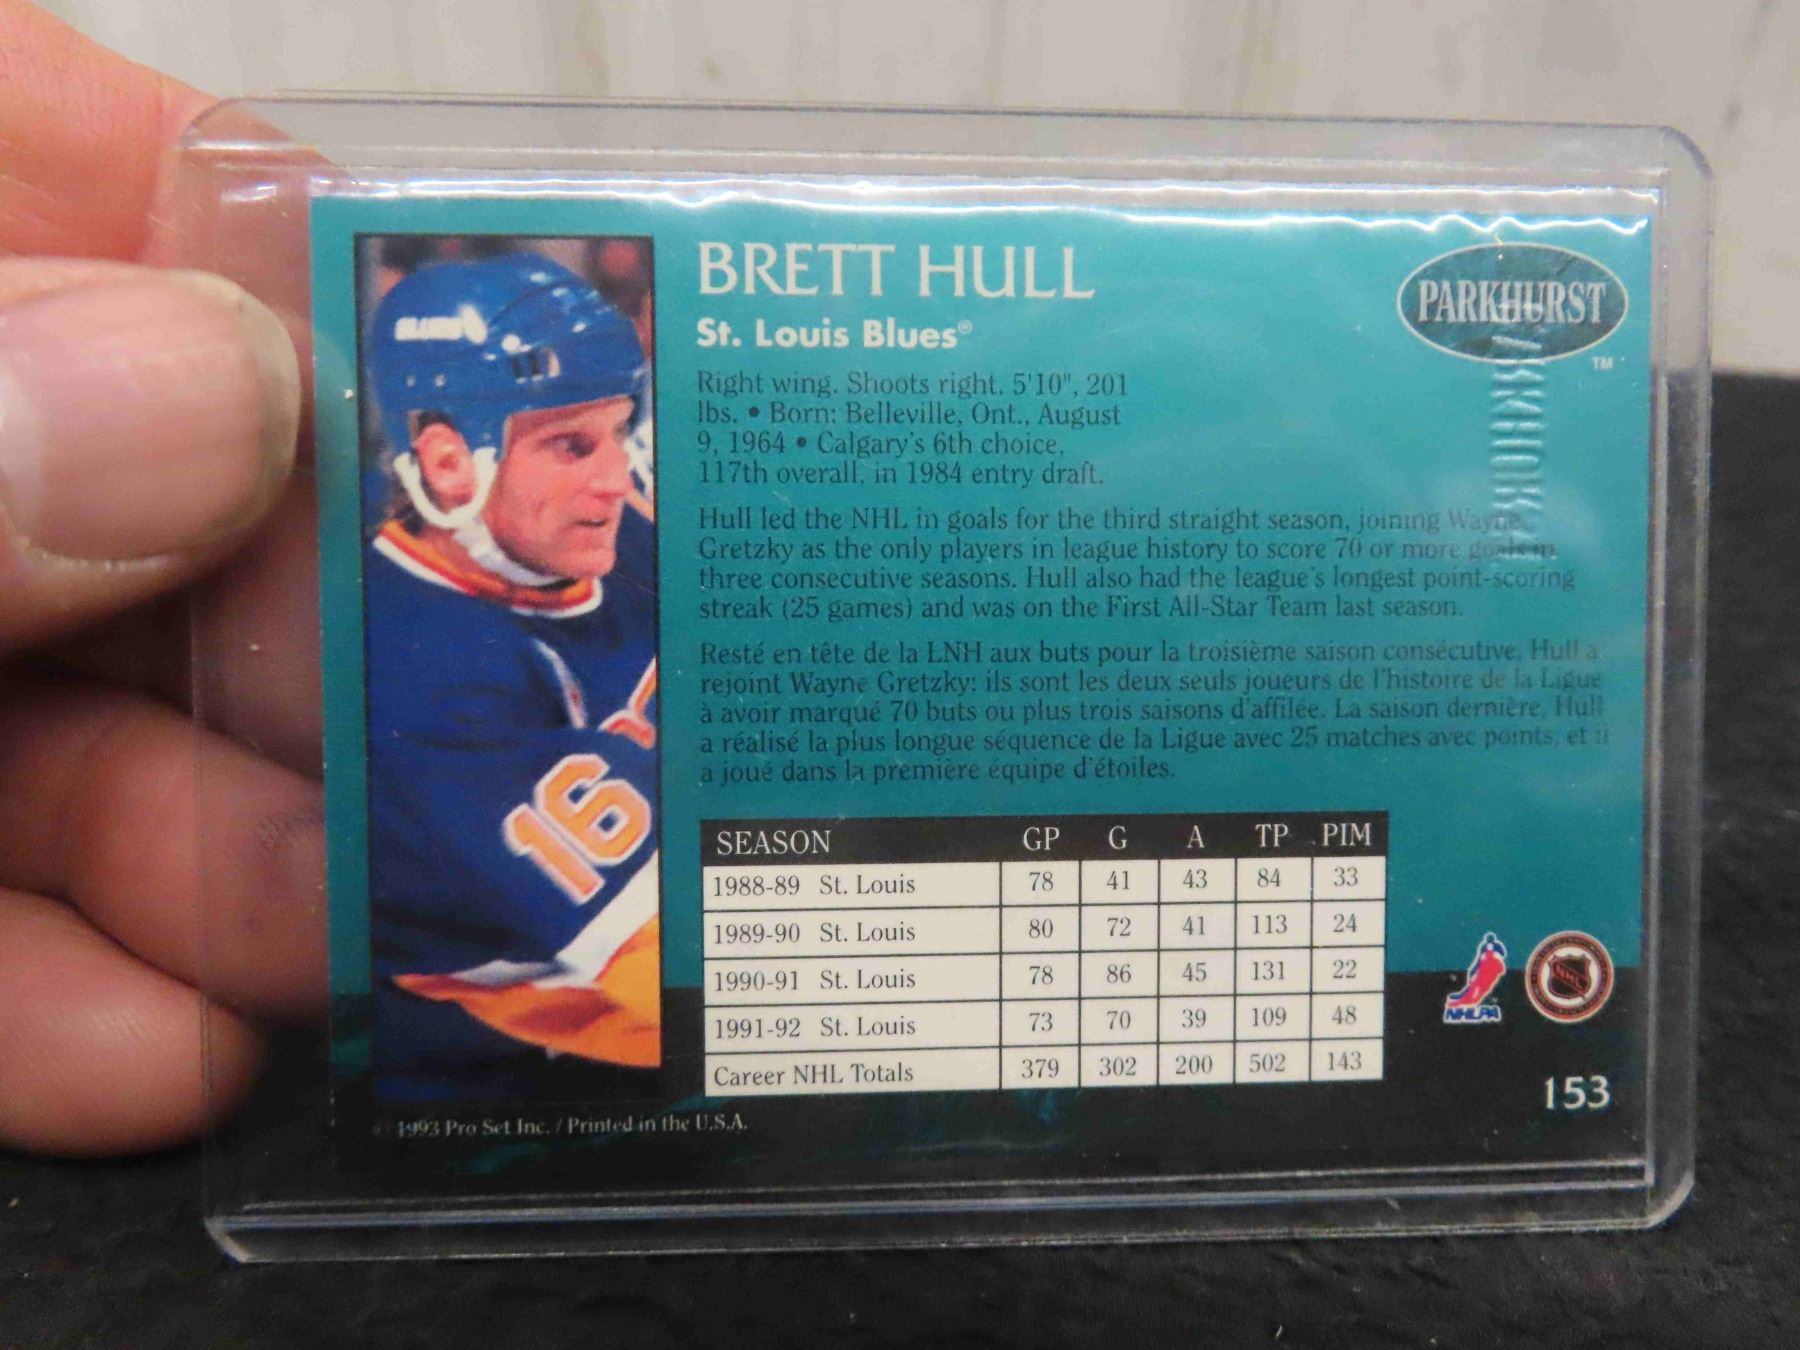 BRETT HULL
St. Louis Blues®
PARKHURST
TM
Right wing. Shoots right. 5'10", 201
lbs. • Born: Belleville, Ont., August
9, 1964 • Calgary's 6th choice,
117th overall, in 1984 entry draft.
Hull led the NHL in goals for the third straight season, joining Wayne
Gretzky as the only players in league history to score 70 or more goals in
three consecutive seasons. Hull also had the league's longest point-scoring
streak (25 games) and was on the First All-Star Team last season.
Resté en tête de la LNH aux buts pour la troisième saison consécutive, Hull a
rejoint Wayne Gretzky: ils sont les deux seuls joueurs de l'histoire de la Ligue
à avoir marqué 70 buts ou plus trois saisons d'affilée. La saison dernière, Hull
a réalisé la plus longue séquence de la Ligue avec 25 matches avec points, et il
a joué dans la première équipe d'étoiles.
SEASON GP G A TP PIM
1988-89 St. Louis 78 41 43 84 33
1989-90 St. Louis 80 72 41 113 24
1990-91 St. Louis 78 86 45 131 22
1991-92 St. Louis 73 70 39 109 48
Career NHL Totals 379 302 200 502 143
16
NHLPA
NHL
153
© 1993 Pro Set Inc. / Printed in the U.S.A.